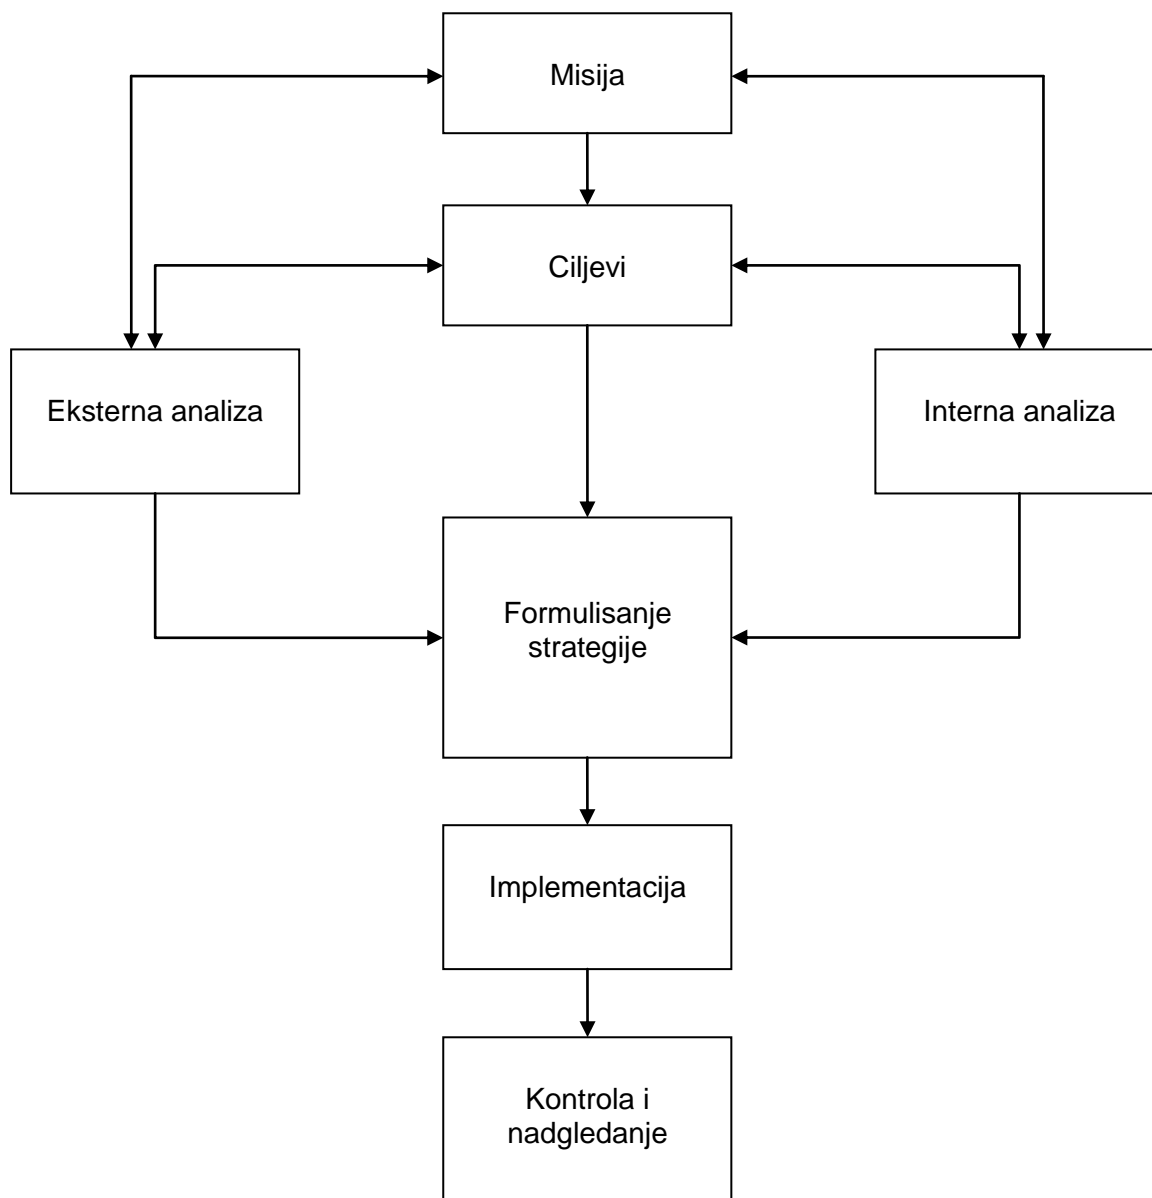 Misija
Ciljevi
Eksterna analiza
Interna analiza
Formulisanje
strategije
Implementacija
Kontrola i
nadgledanje